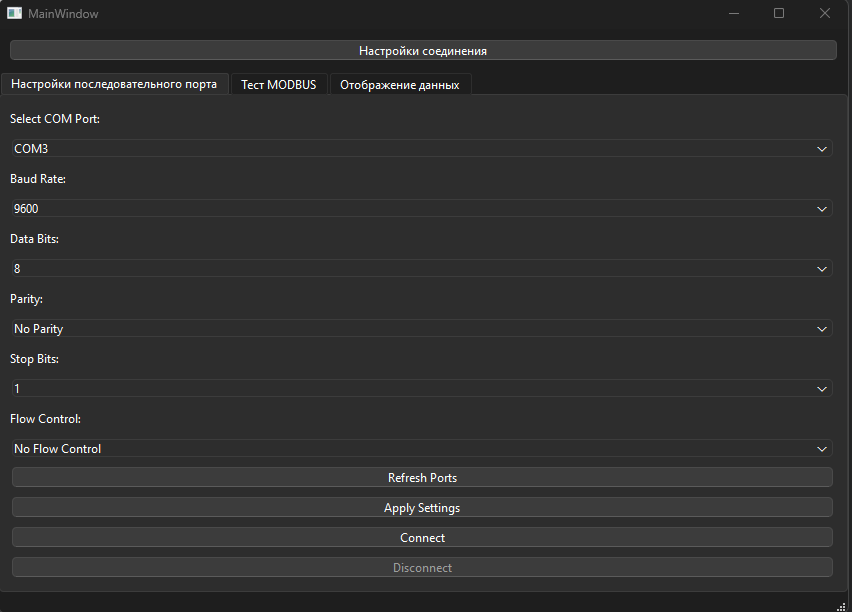 MainWindow
Настройки соединения
Настройки последовательного порта Тест MODBUS Отображение данных
Select COM Port:
COM3
Baud Rate:
9600
Data Bits:
8
Parity:
No Parity
Stop Bits:
1
Flow Control:
No Flow Control
Refresh Ports
Apply Settings
Connect
Disconnect